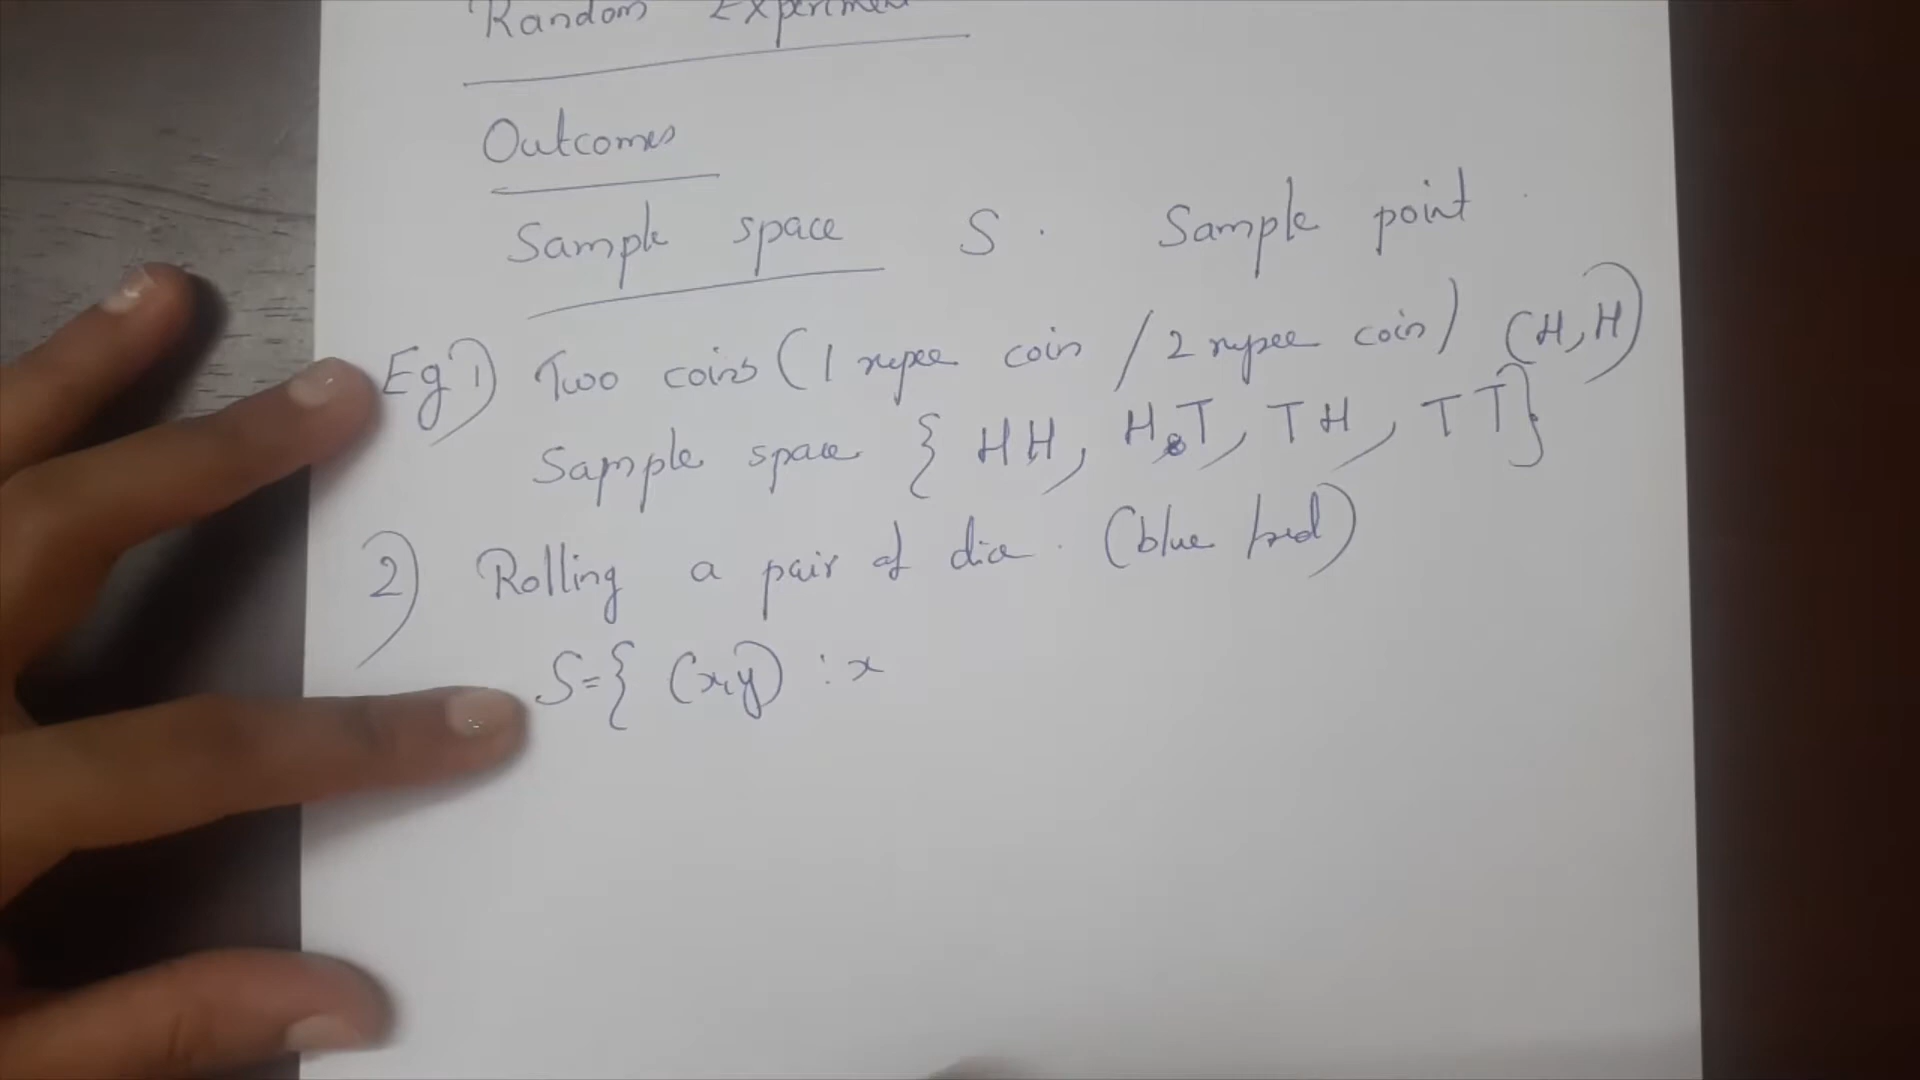 Random Experiment
Outcomes
Sample space S. Sample point
Eg 1) Two coins (1 rupee coin / 2 rupee coin) (H,H)
Sample space { HH, HT, TH, TT}
2) Rolling a pair of dice. (blue / red)
S={ (x,y) : x